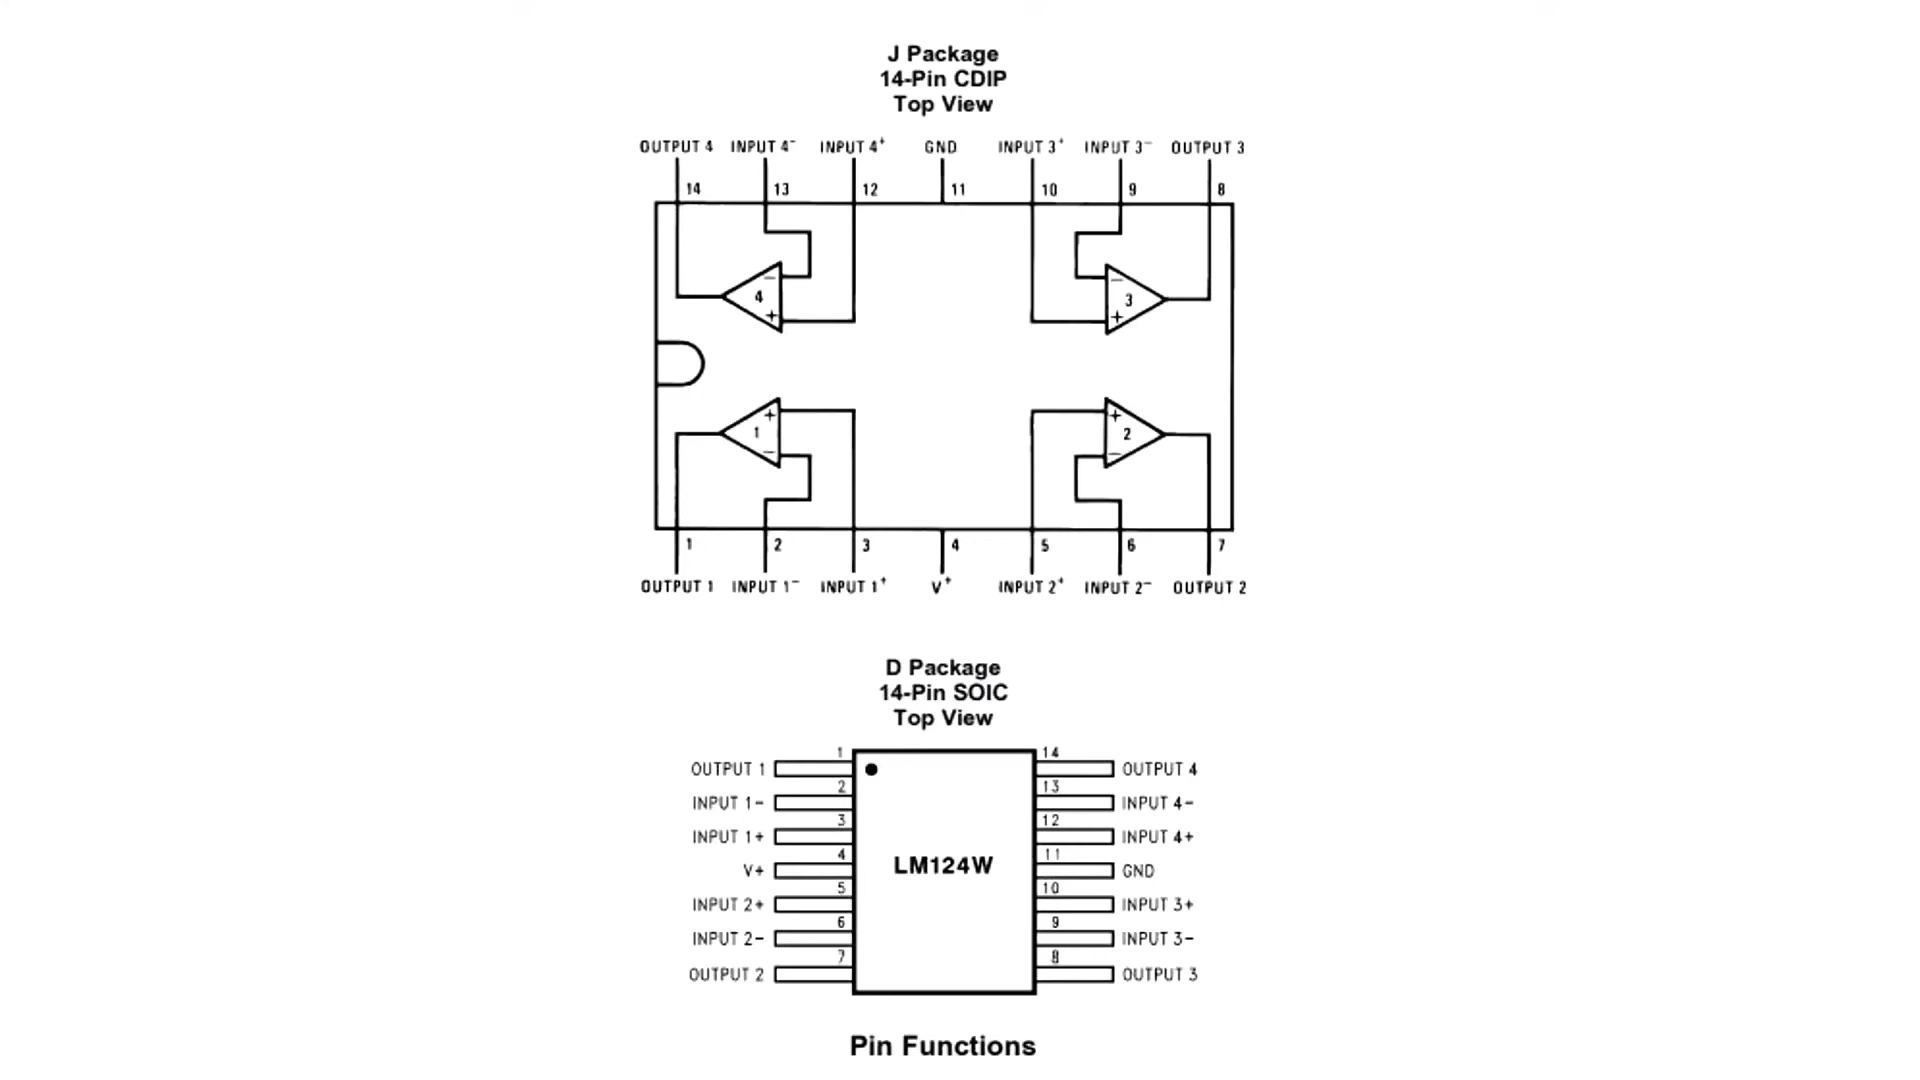 J Package
14-Pin CDIP
Top View
OUTPUT 4 INPUT 4⁻ INPUT 4⁺ GND INPUT 3⁺ INPUT 3⁻ OUTPUT 3
14 13 12 11 10 9 8
− −
4 3
+ +
+ +
1 2
− −
1 2 3 4 5 6 7
OUTPUT 1 INPUT 1⁻ INPUT 1⁺ V⁺ INPUT 2⁺ INPUT 2⁻ OUTPUT 2
D Package
14-Pin SOIC
Top View
1 14
OUTPUT 1 OUTPUT 4
2 13
INPUT 1− INPUT 4−
3 12
INPUT 1+ INPUT 4+
4 11
LM124W
V+ GND
5 10
INPUT 2+ INPUT 3+
6 9
INPUT 2− INPUT 3−
7 8
OUTPUT 2 OUTPUT 3
Pin Functions